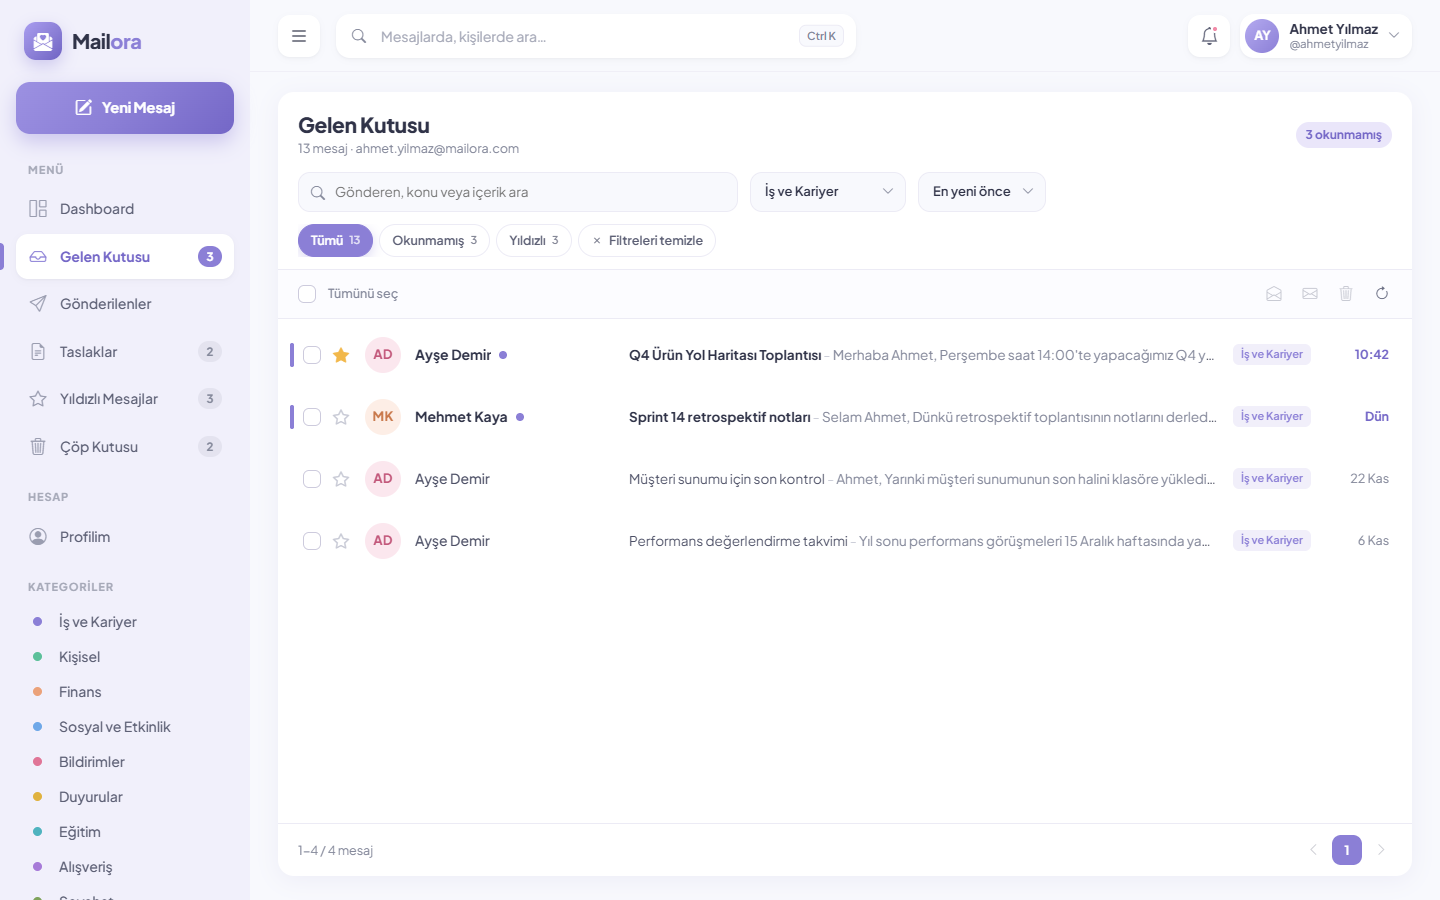 Mailora
Yeni Mesaj
MENÜ
Dashboard
Gelen Kutusu 3
Gönderilenler
Taslaklar 2
Yıldızlı Mesajlar 3
Çöp Kutusu 2
HESAP
Profilim
KATEGORİLER
İş ve Kariyer
Kişisel
Finans
Sosyal ve Etkinlik
Bildirimler
Duyurular
Eğitim
Alışveriş
Mesajlarda, kişilerde ara... Ctrl K
AY Ahmet Yılmaz
@ahmetyilmaz
Gelen Kutusu
13 mesaj · ahmet.yilmaz@mailora.com
3 okunmamış
Gönderen, konu veya içerik ara İş ve Kariyer En yeni önce
Tümü 13 Okunmamış 3 Yıldızlı 3 × Filtreleri temizle
Tümünü seç
AD Ayşe Demir Q4 Ürün Yol Haritası Toplantısı – Merhaba Ahmet, Perşembe saat 14:00'te yapacağımız Q4 y... İş ve Kariyer 10:42
MK Mehmet Kaya Sprint 14 retrospektif notları – Selam Ahmet, Dünkü retrospektif toplantısının notlarını derled... İş ve Kariyer Dün
AD Ayşe Demir Müşteri sunumu için son kontrol – Ahmet, Yarınki müşteri sunumunun son halini klasöre yükledi... İş ve Kariyer 22 Kas
AD Ayşe Demir Performans değerlendirme takvimi – Yıl sonu performans görüşmeleri 15 Aralık haftasında ya... İş ve Kariyer 6 Kas
1–4 / 4 mesaj
1